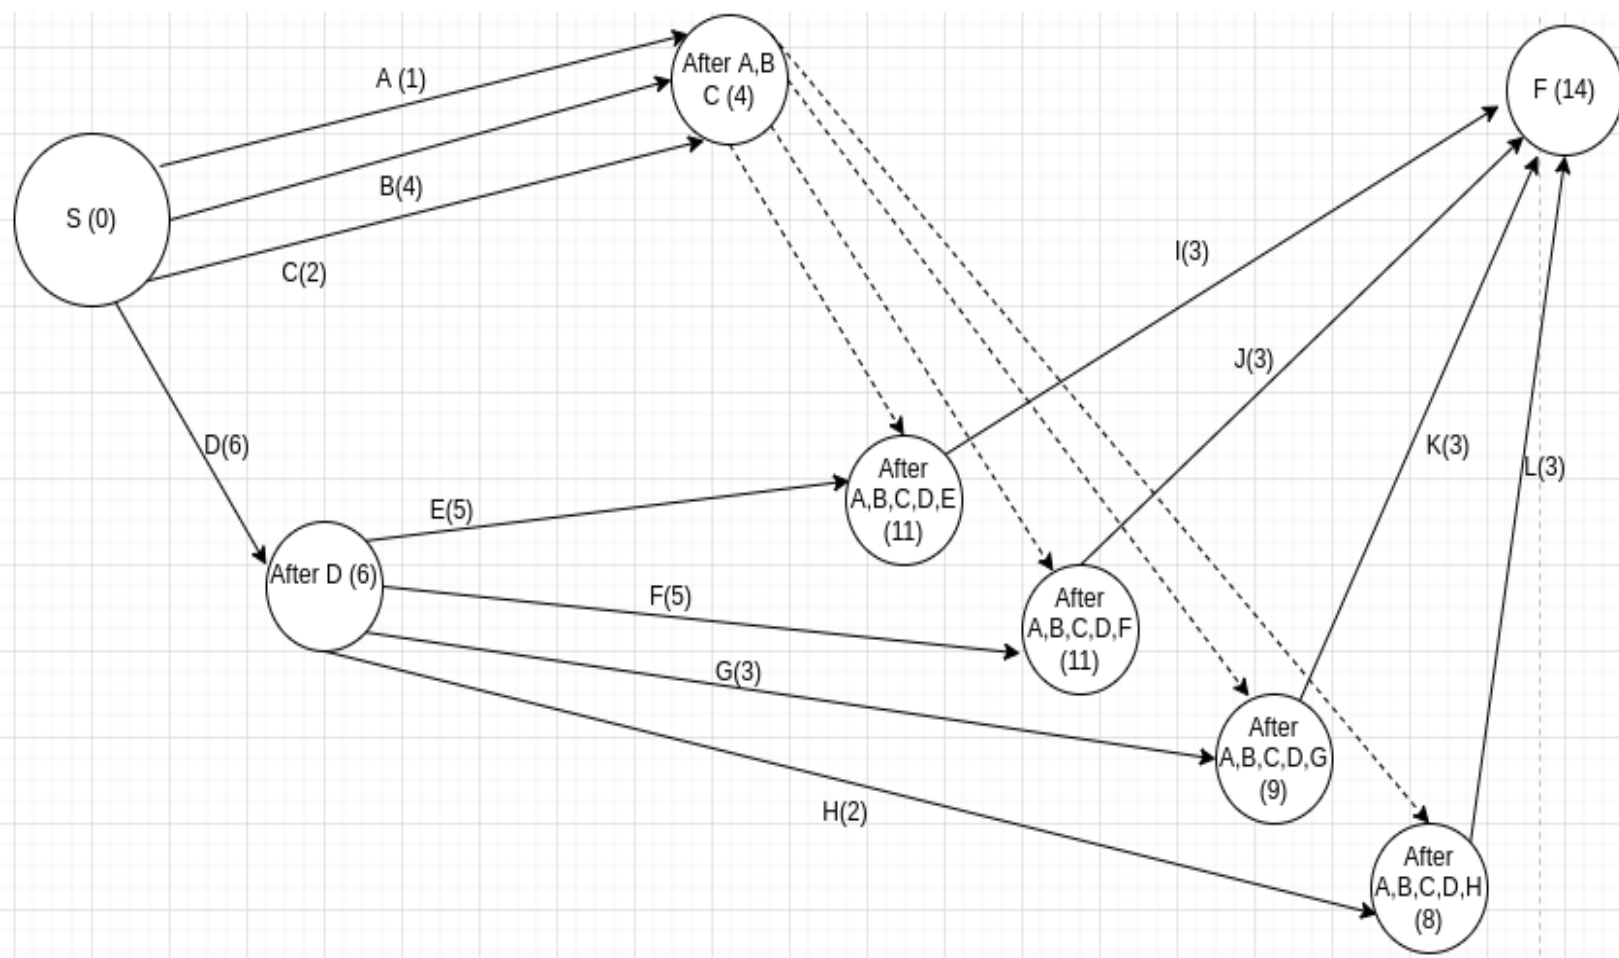 A (1)
After A,B
C (4)
F (14)
S (0)
B(4)
C(2)
I(3)
J(3)
D(6)
K(3)
L(3)
E(5)
After
A,B,C,D,E
(11)
After D (6)
F(5)
After
A,B,C,D,F
(11)
G(3)
After
A,B,C,D,G
(9)
H(2)
After
A,B,C,D,H
(8)